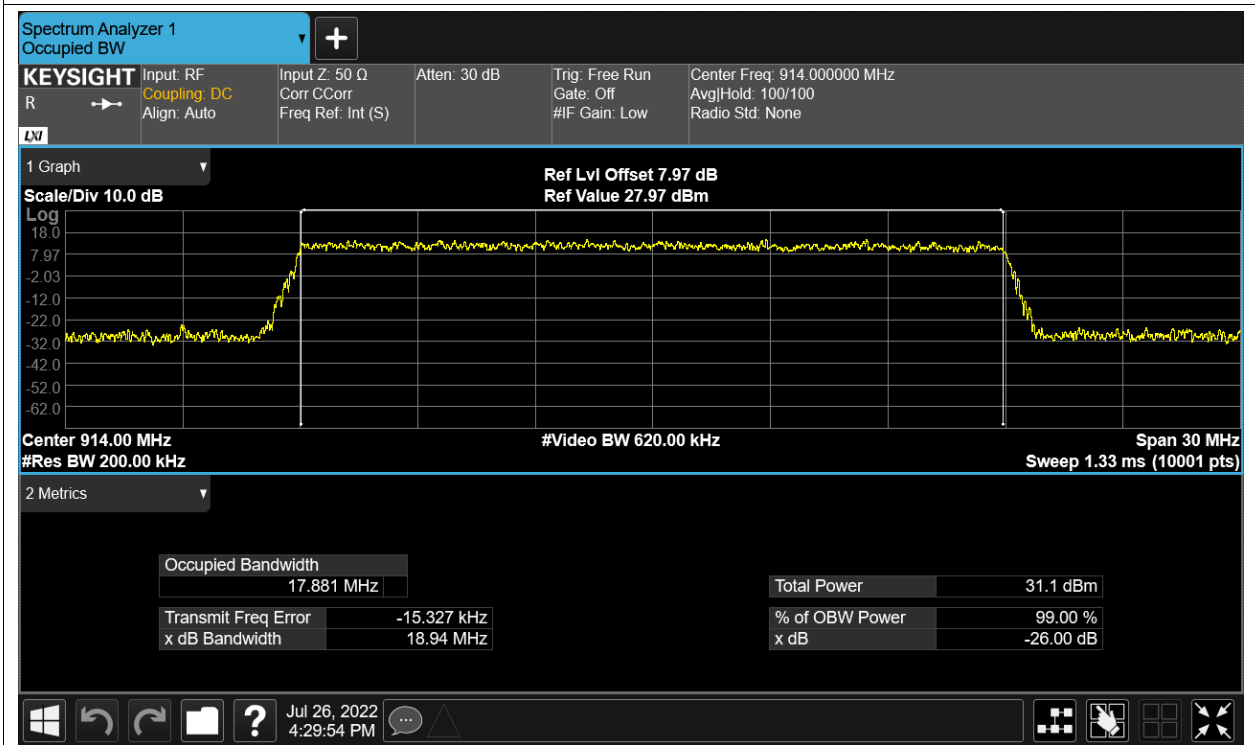 Spectrum Analyzer 1
Occupied BW
KEYSIGHT
R
LXI
Input: RF
Coupling: DC
Align: Auto
Input Z: 50 Ω
Corr CCorr
Freq Ref: Int (S)
Atten: 30 dB
Trig: Free Run
Gate: Off
#IF Gain: Low
Center Freq: 914.000000 MHz
Avg|Hold: 100/100
Radio Std: None
1 Graph
Scale/Div 10.0 dB
Ref Lvl Offset 7.97 dB
Ref Value 27.97 dBm
Log
18.0
7.97
-2.03
-12.0
-22.0
-32.0
-42.0
-52.0
-62.0
Center 914.00 MHz
#Res BW 200.00 kHz
#Video BW 620.00 kHz
Span 30 MHz
Sweep 1.33 ms (10001 pts)
2 Metrics
Occupied Bandwidth
17.881 MHz
Transmit Freq Error -15.327 kHz
x dB Bandwidth 18.94 MHz
Total Power 31.1 dBm
% of OBW Power 99.00 %
x dB -26.00 dB
Jul 26, 2022
4:29:54 PM